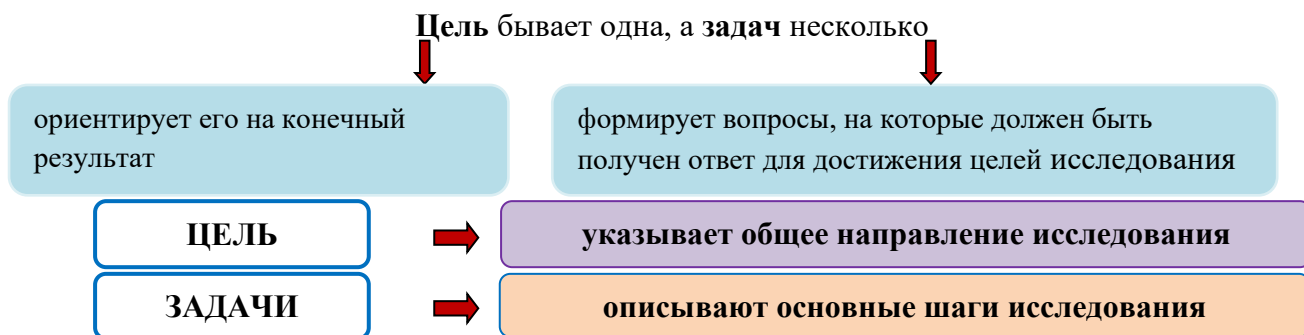 Цель бывает одна, а задач несколько
ориентирует его на конечный
результат
формирует вопросы, на которые должен быть
получен ответ для достижения целей исследования
ЦЕЛЬ
указывает общее направление исследования
ЗАДАЧИ
описывают основные шаги исследования